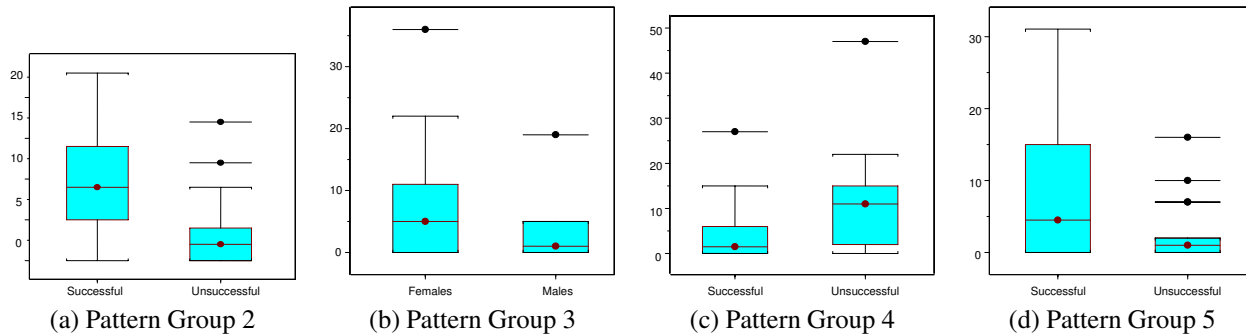 20
15
10
5
0
Successful Unsuccessful
(a) Pattern Group 2
30
20
10
0
Females Males
(b) Pattern Group 3
50
40
30
20
10
0
Successful Unsuccessful
(c) Pattern Group 4
30
20
10
0
Successful Unsuccessful
(d) Pattern Group 5